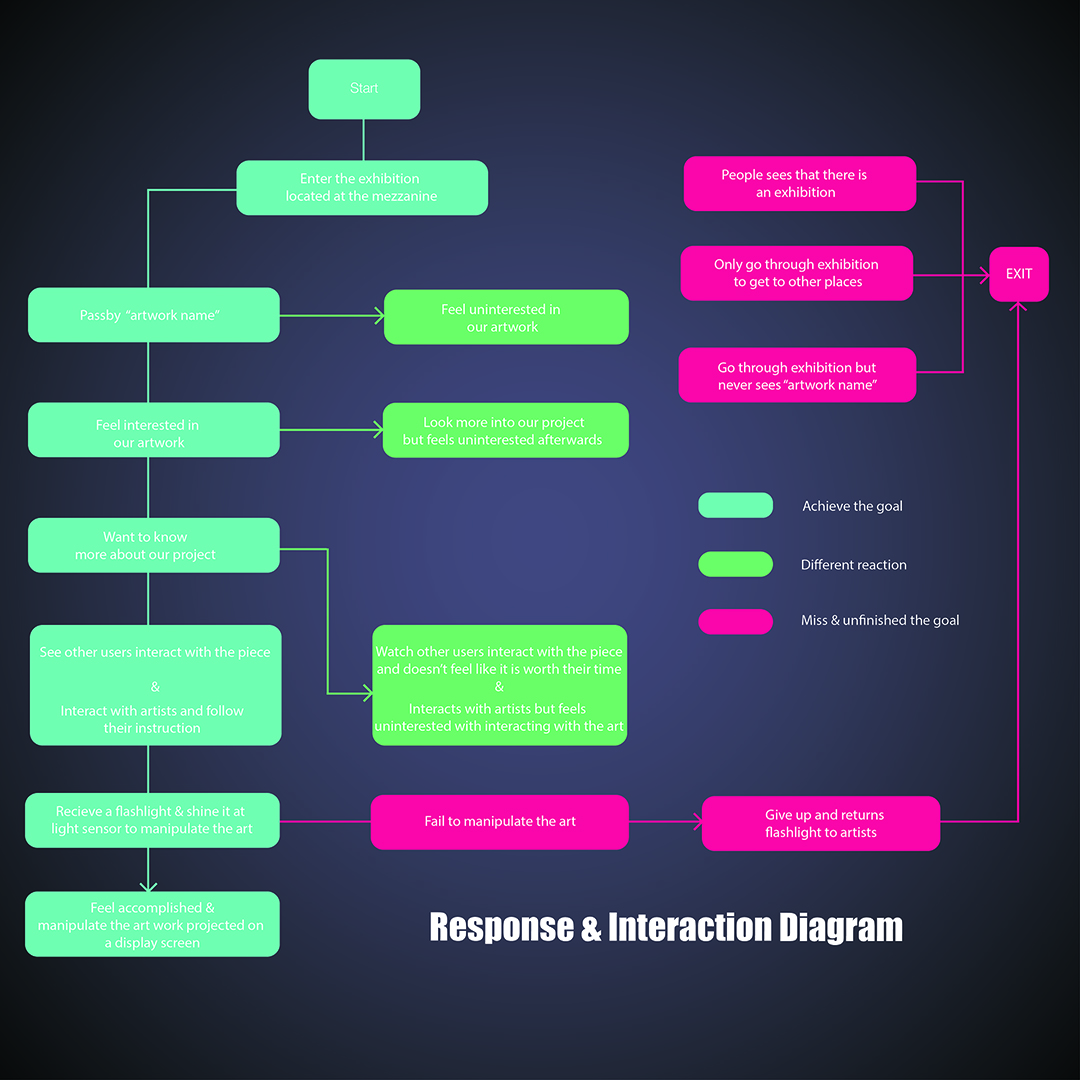 Start
Enter the exhibition
located at the mezzanine
People sees that there is
an exhibition
Only go through exhibition
to get to other places
EXIT
Passby “artwork name”
Feel uninterested in
our artwork
Go through exhibition but
never sees “artwork name”
Feel interested in
our artwork
Look more into our project
but feels uninterested afterwards
Achieve the goal
Different reaction
Miss & unfinished the goal
Want to know
more about our project
See other users interact with the piece
&
Interact with artists and follow
their instruction
Watch other users interact with the piece
and doesn’t feel like it is worth their time
&
Interacts with artists but feels
uninterested with interacting with the art
Recieve a flashlight & shine it at
light sensor to manipulate the art
Fail to manipulate the art
Give up and returns
flashlight to artists
Feel accomplished &
manipulate the art work projected on
a display screen
Response & Interaction Diagram